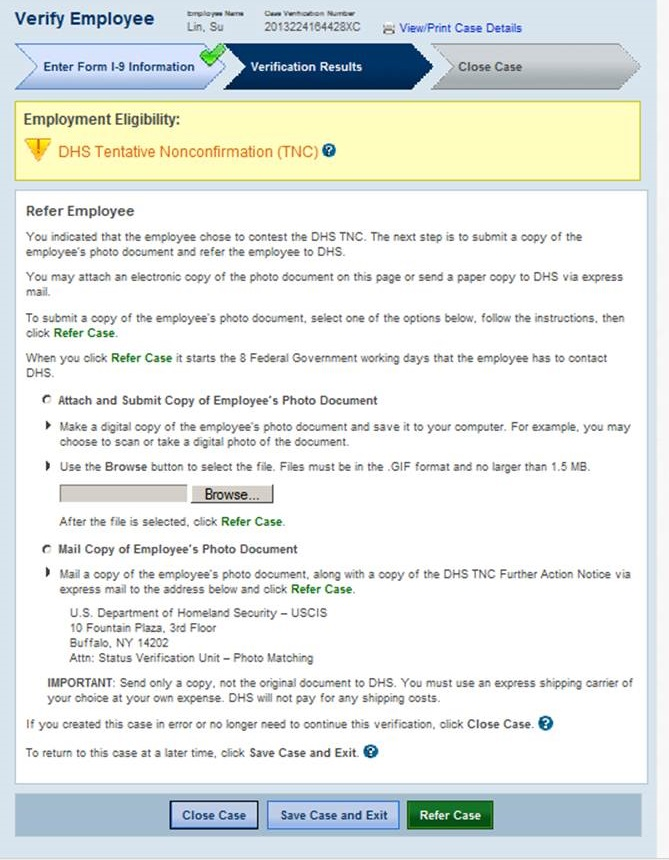 Verify Employee
Employee Name
Lin, Su
Case Verification Number
2013224164428XC
View/Print Case Details
Enter Form I-9 Information
Verification Results
Close Case
Employment Eligibility:
DHS Tentative Nonconfirmation (TNC) ?
Refer Employee
You indicated that the employee chose to contest the DHS TNC. The next step is to submit a copy of the
employee's photo document and refer the employee to DHS.
You may attach an electronic copy of the photo document on this page or send a paper copy to DHS via express
mail.
To submit a copy of the employee's photo document, select one of the options below, follow the instructions, then
click Refer Case.
When you click Refer Case it starts the 8 Federal Government working days that the employee has to contact
DHS.
Attach and Submit Copy of Employee's Photo Document
Make a digital copy of the employee's photo document and save it to your computer. For example, you may
choose to scan or take a digital photo of the document.
Use the Browse button to select the file. Files must be in the .GIF format and no larger than 1.5 MB.
Browse...
After the file is selected, click Refer Case.
Mail Copy of Employee's Photo Document
Mail a copy of the employee's photo document, along with a copy of the DHS TNC Further Action Notice via
express mail to the address below and click Refer Case.
U.S. Department of Homeland Security – USCIS
10 Fountain Plaza, 3rd Floor
Buffalo, NY 14202
Attn: Status Verification Unit – Photo Matching
IMPORTANT: Send only a copy, not the original document to DHS. You must use an express shipping carrier of
your choice at your own expense. DHS will not pay for any shipping costs.
If you created this case in error or no longer need to continue this verification, click Close Case. ?
To return to this case at a later time, click Save Case and Exit. ?
Close Case
Save Case and Exit
Refer Case